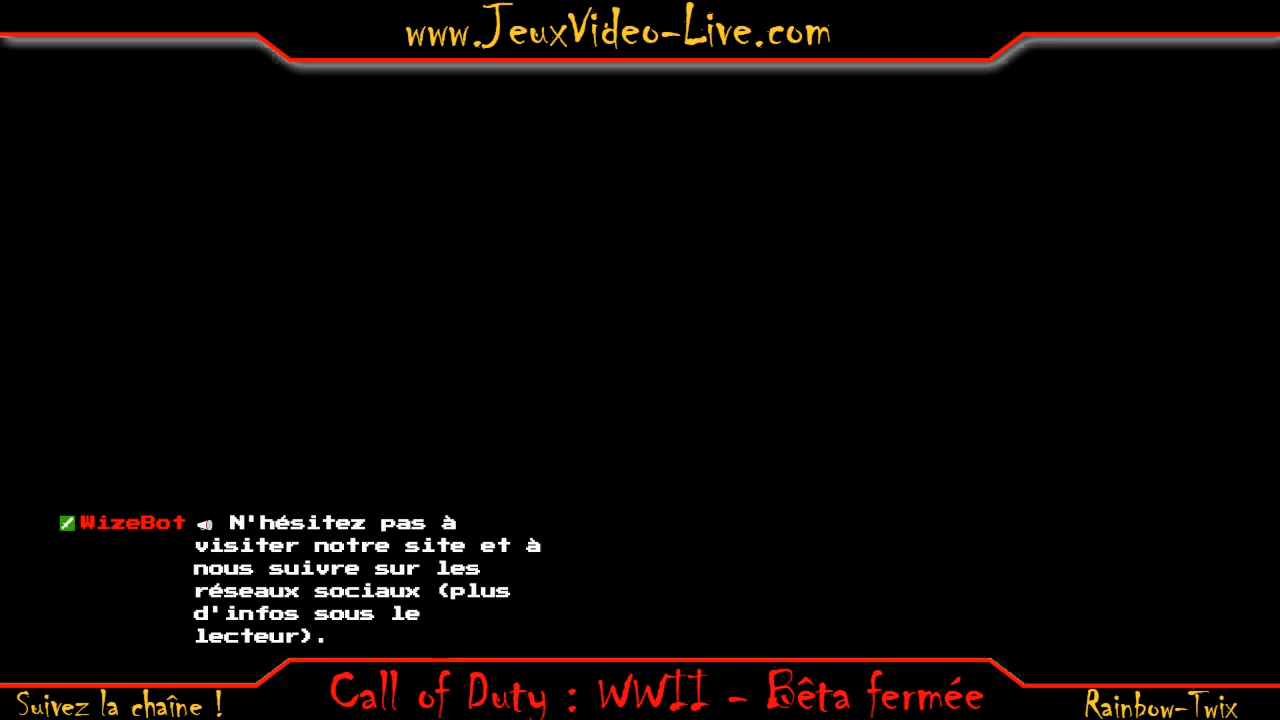 www.JeuxVideo-Live.com
WizeBot N'hésitez pas à
visiter notre site et à
nous suivre sur les
réseaux sociaux (plus
d'infos sous le
lecteur).
Suivez la chaîne !
Call of Duty : WWII - Bêta fermée
Rainbow-Twix